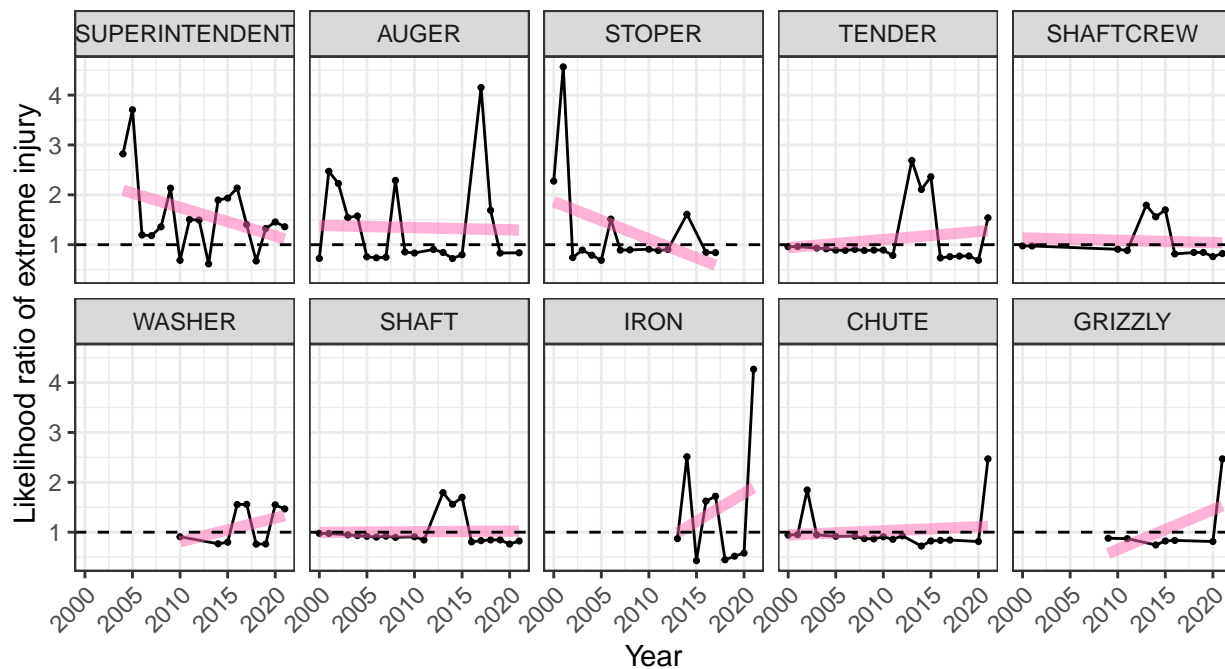 SUPERINTENDENT AUGER STOPER TENDER SHAFTCREW
4
3
2
1
WASHER SHAFT IRON CHUTE GRIZZLY
4
3
2
1
2000 2005 2010 2015 2020 2000 2005 2010 2015 2020 2000 2005 2010 2015 2020 2000 2005 2010 2015 2020 2000 2005 2010 2015 2020
Year
Likelihood ratio of extreme injury